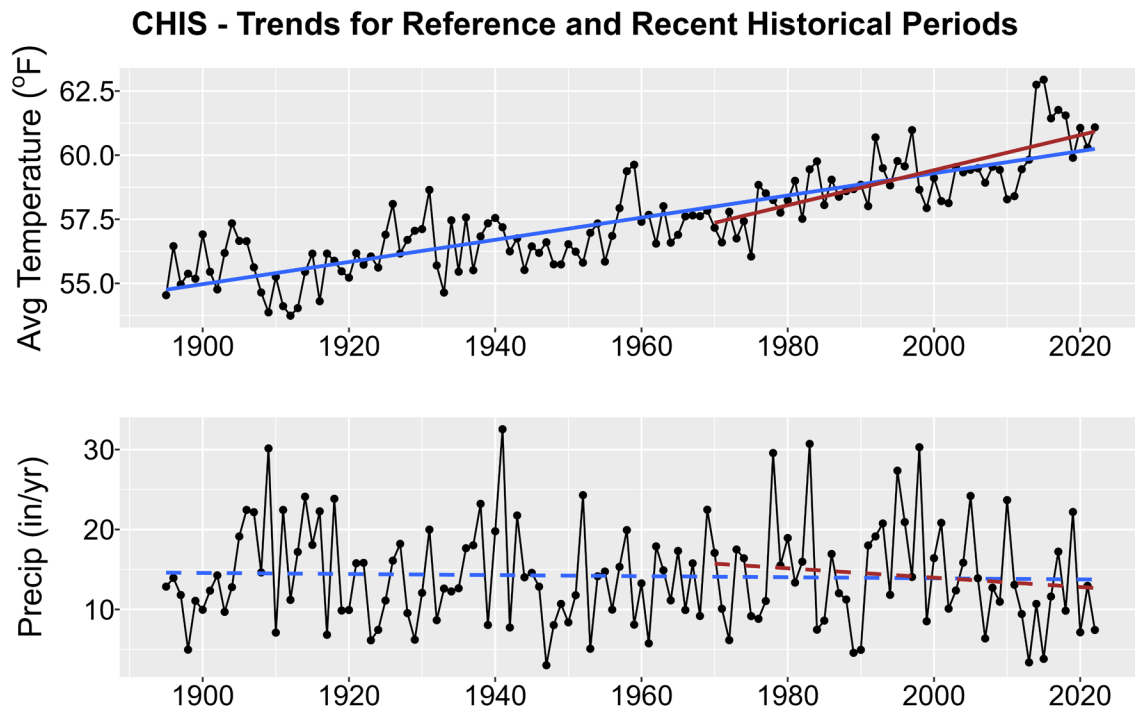 CHIS - Trends for Reference and Recent Historical Periods
Avg Temperature (°F)
62.5
60.0
57.5
55.0
1900 1920 1940 1960 1980 2000 2020
Precip (in/yr)
30
20
10
1900 1920 1940 1960 1980 2000 2020